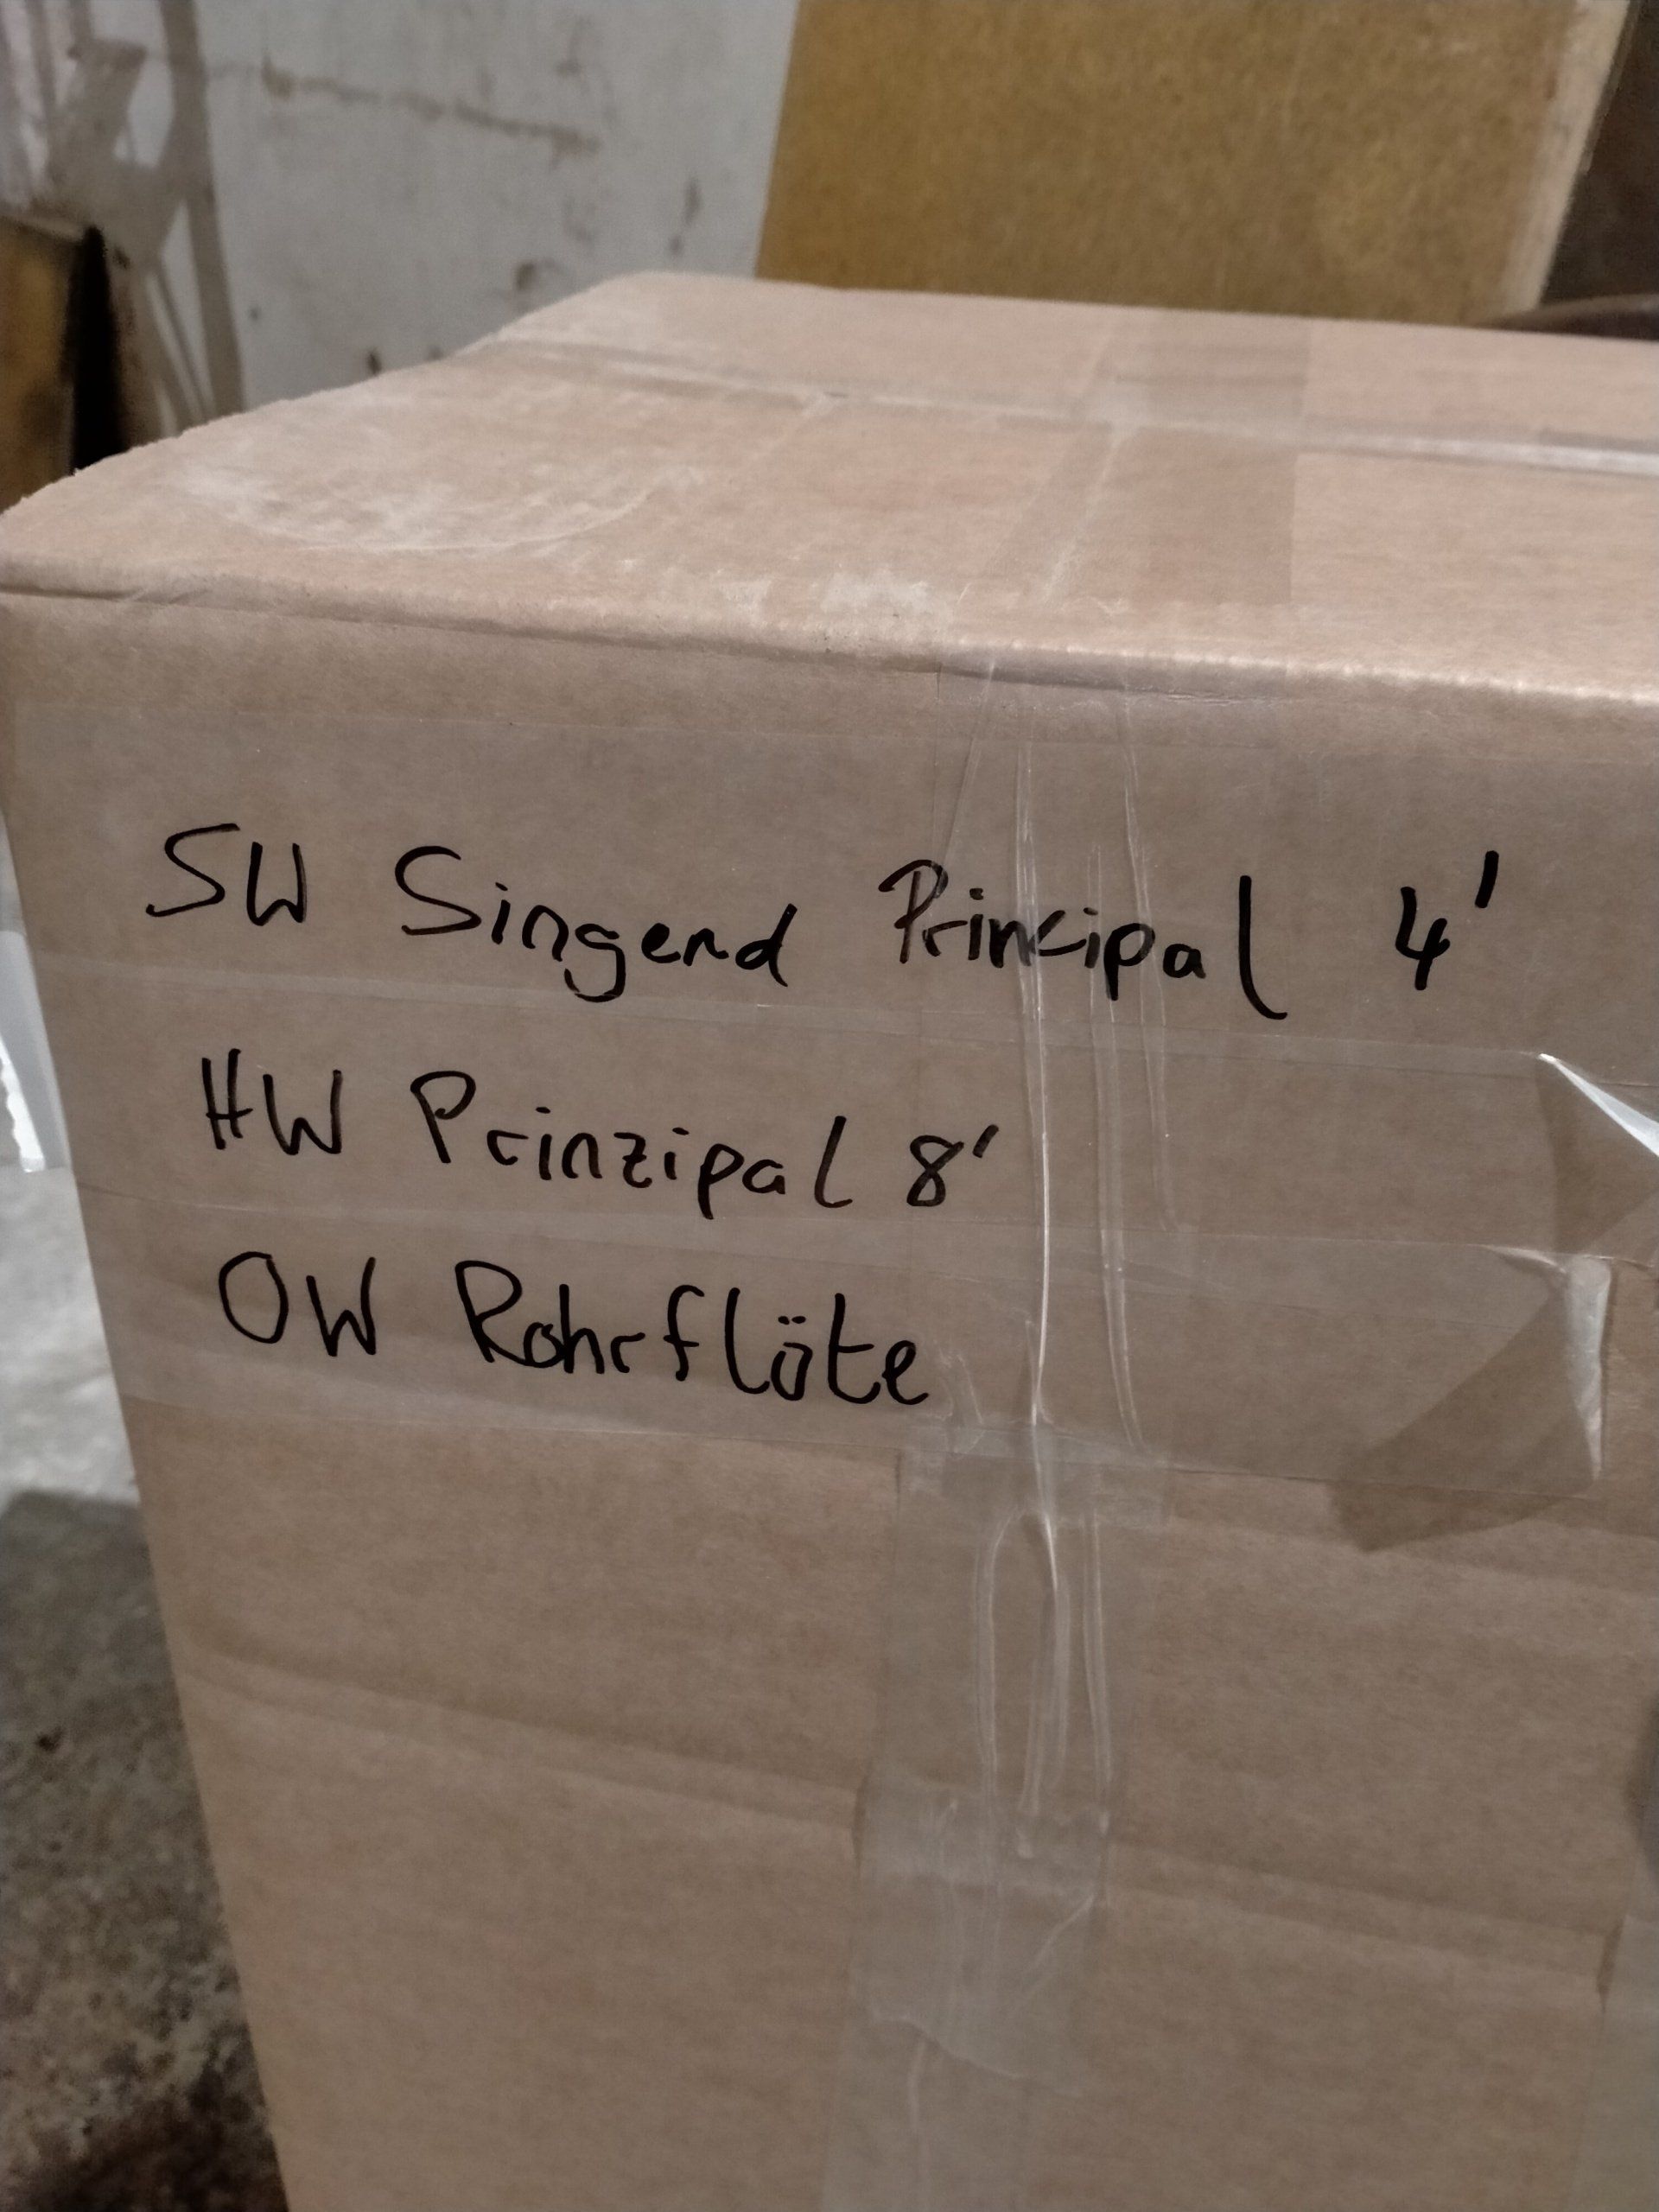 SW Singend Principal 4'
HW Prinzipal 8'
OW Rohrflöte